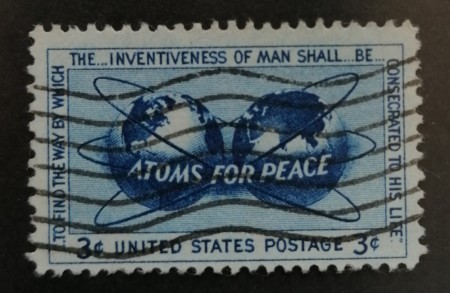 ...TO FIND THE WAY BY WHICH
THE... INVENTIVENESS OF MAN SHALL... BE...
CONSECRATED TO HIS LIFE"
ATOMS FOR PEACE
3¢ UNITED STATES POSTAGE 3¢